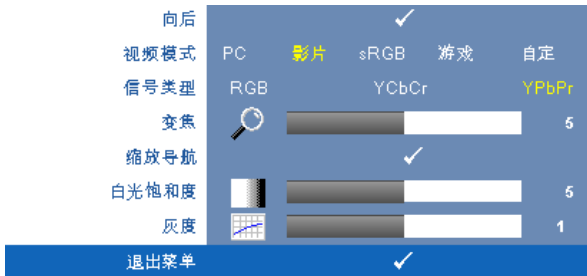 向后
视频模式 PC 影片 sRGB 游戏 自定
信号类型 RGB YCbCr YPbPr
变焦 5
缩放导航
白光饱和度 5
灰度 1
退出菜单